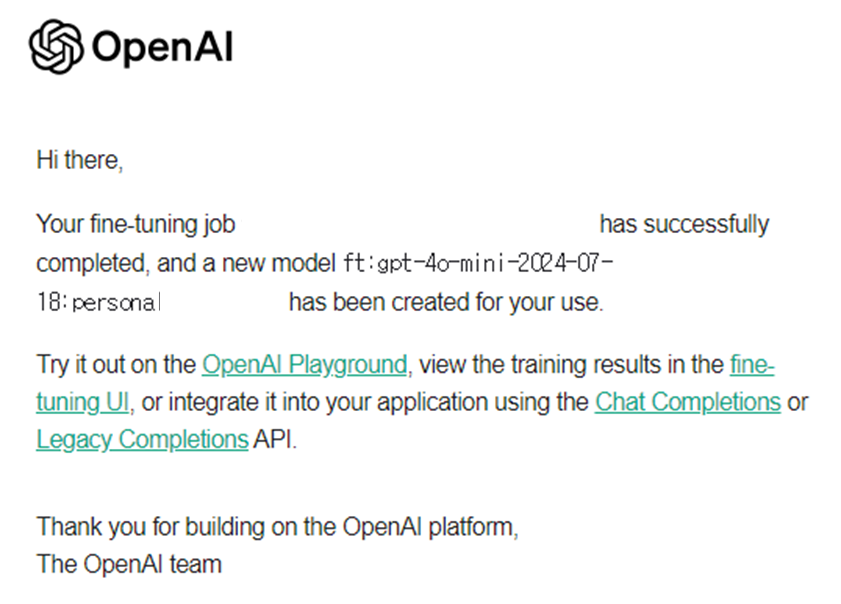 OpenAI
Hi there,
Your fine-tuning job has successfully
completed, and a new model ft:gpt-4o-mini-2024-07-
18:personal has been created for your use.
Try it out on the OpenAI Playground, view the training results in the fine-
tuning UI, or integrate it into your application using the Chat Completions or
Legacy Completions API.
Thank you for building on the OpenAI platform,
The OpenAI team